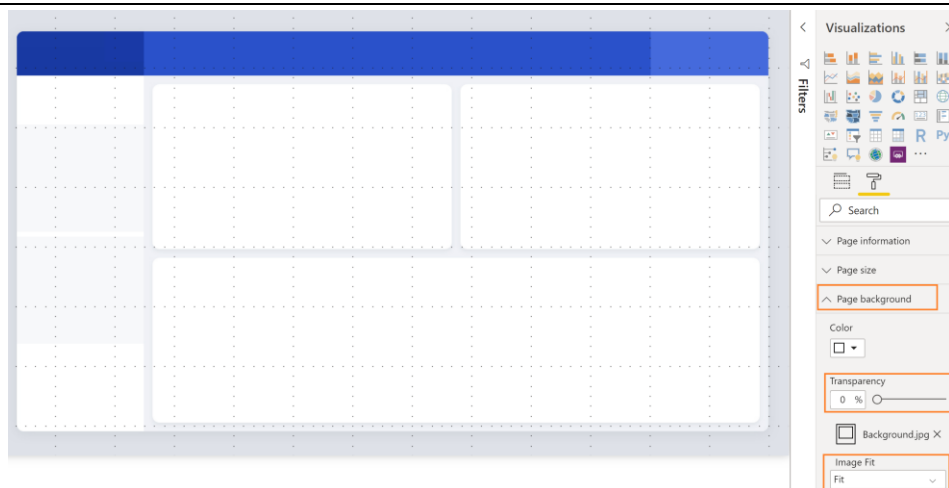 Visualizations
Filters
R Py
Search
Page information
Page size
Page background
Color
Transparency
0 %
Background.jpg
Image Fit
Fit